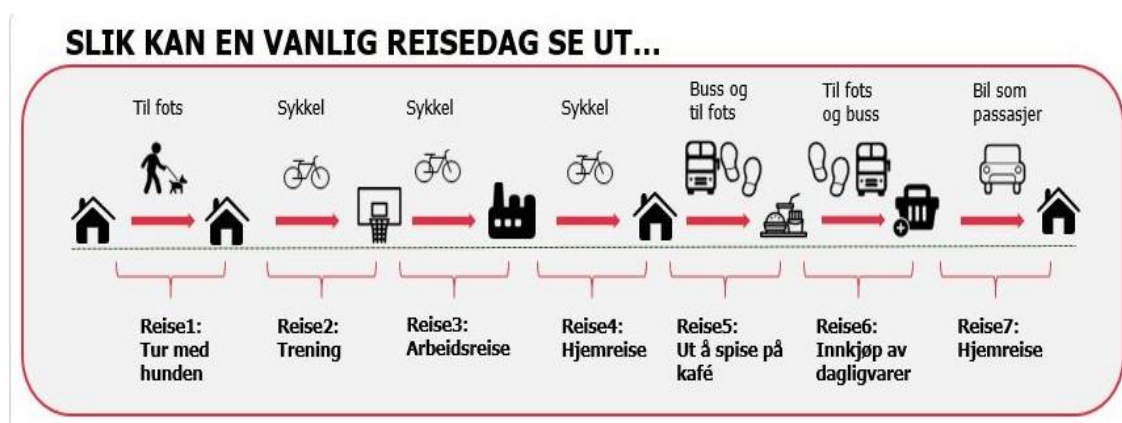 SLIK KAN EN VANLIG REISEDAG SE UT...
Til fots
Sykkel
Sykkel
Sykkel
Buss og
til fots
Til fots
og buss
Bil som
passasjer
Reise1:
Tur med
hunden
Reise2:
Trening
Reise3:
Arbeidsreise
Reise4:
Hjemreise
Reise5:
Ut å spise på
kafé
Reise6:
Innkjøp av
dagligvarer
Reise7:
Hjemreise